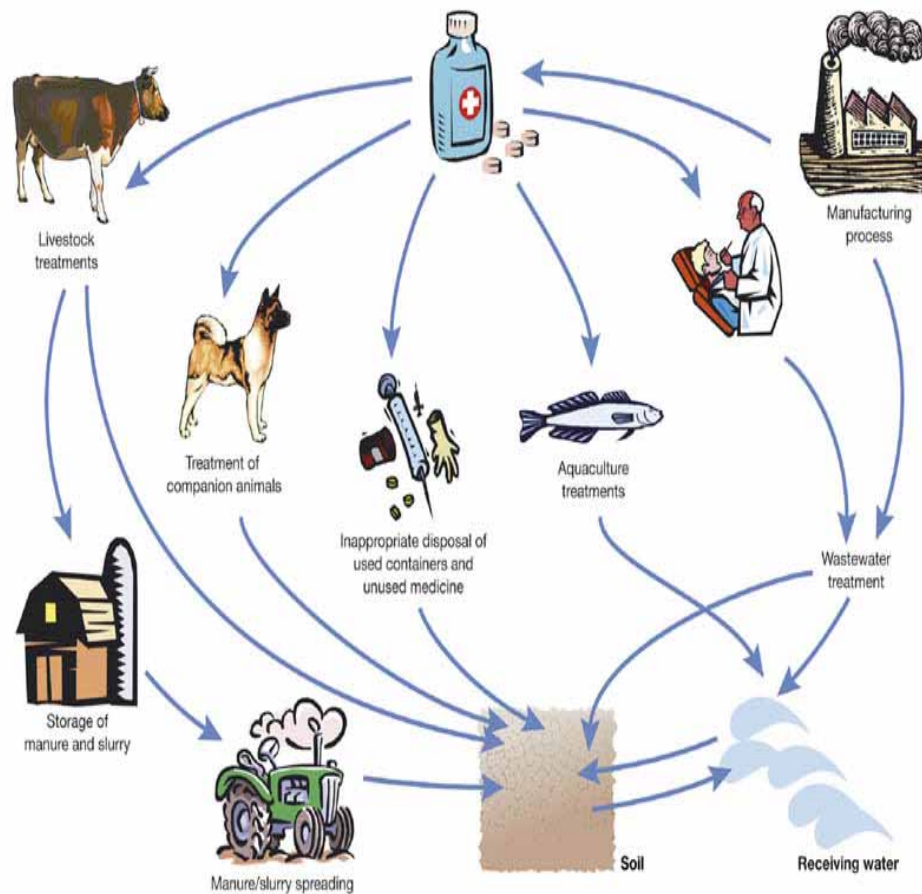 Livestock
treatments
Manufacturing
process
Treatment of
companion animals
Aquaculture
treatments
Inappropriate disposal of
used containers and
unused medicine
Wastewater
treatment
Storage of
manure and slurry
Manure/slurry spreading
Soil
Receiving water